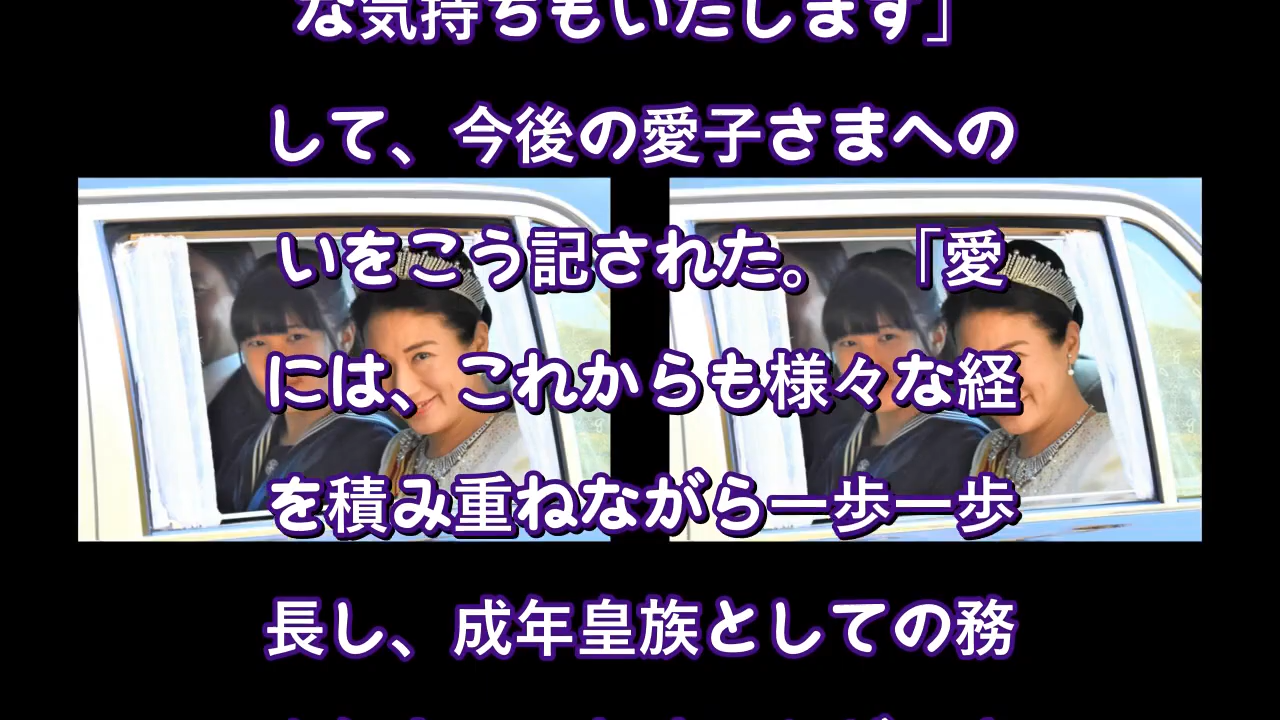 な気持ちもいたします」
して、今後の愛子さまへの
いをこう記された。 「愛
には、これからも様々な経
を積み重ねながら一歩一歩
長し、成年皇族としての務